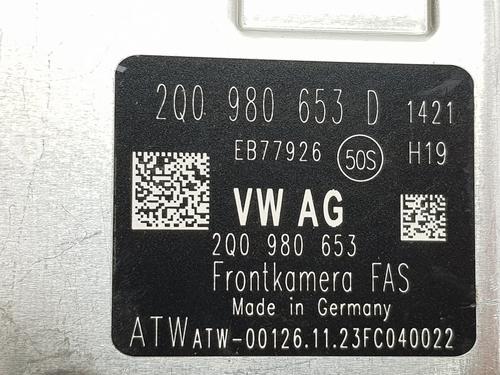 2Q0 980 653 D 1421
EB77926 50S H19
VW AG
2Q0 980 653
Frontkamera FAS
Made in Germany
ATW ATW-00126.11.23FC040022